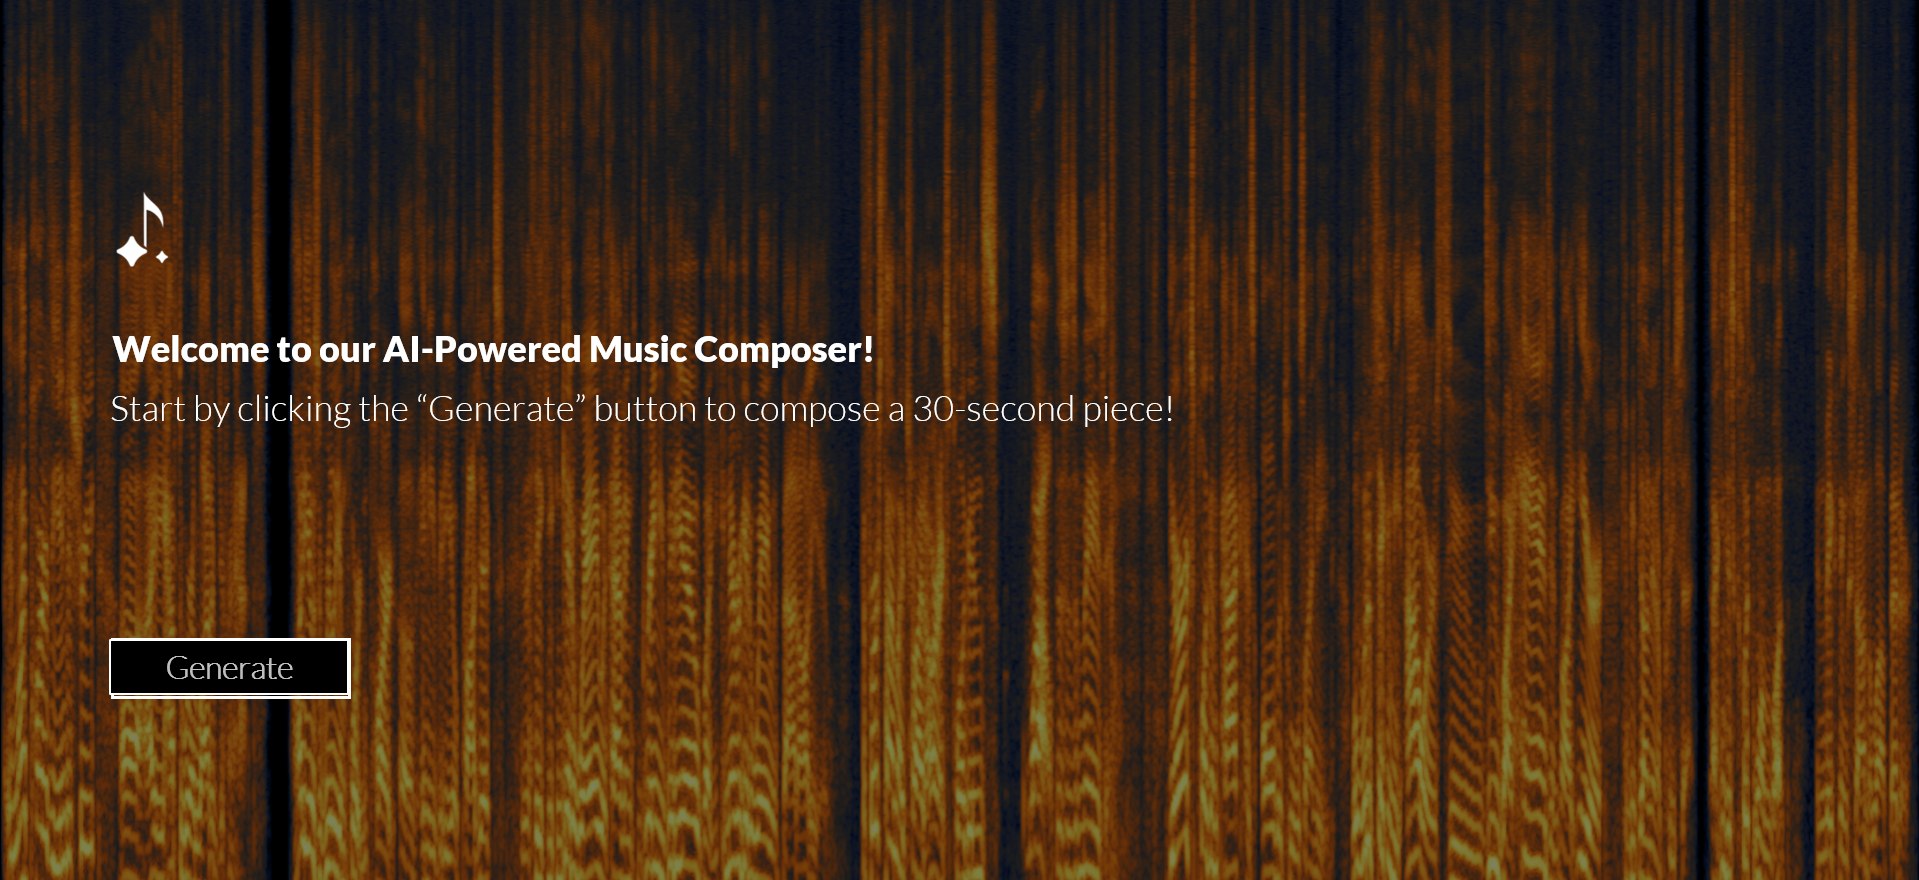 Welcome to our AI-Powered Music Composer!
Start by clicking the “Generate” button to compose a 30-second piece!
Generate